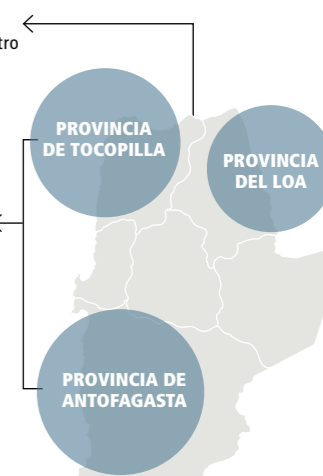 tro
PROVINCIA
DE TOCOPILLA
PROVINCIA
DEL LOA
PROVINCIA DE
ANTOFAGASTA